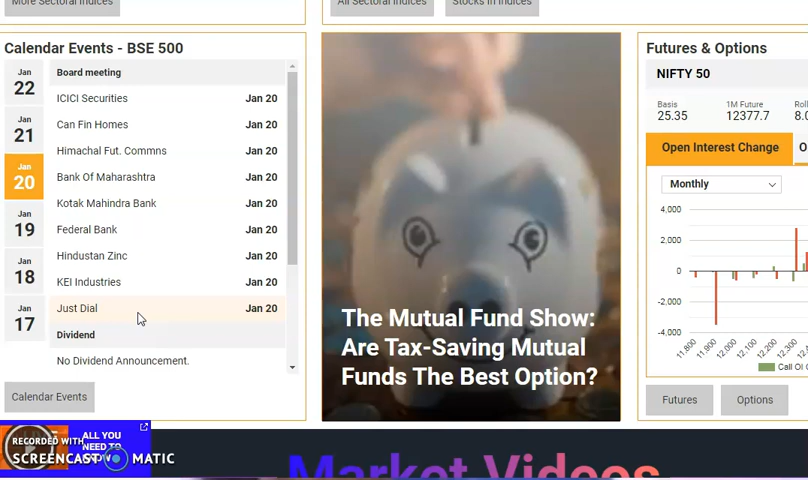 More Sectoral Indices
All Sectoral Indices
Stocks In Indices
Calendar Events - BSE 500
Jan
22
Jan
21
Jan
20
Jan
19
Jan
18
Jan
17
Board meeting
ICICI Securities Jan 20
Can Fin Homes Jan 20
Himachal Fut. Commns Jan 20
Bank Of Maharashtra Jan 20
Kotak Mahindra Bank Jan 20
Federal Bank Jan 20
Hindustan Zinc Jan 20
KEI Industries Jan 20
Just Dial Jan 20
Dividend
No Dividend Announcement.
Calendar Events
The Mutual Fund Show:
Are Tax-Saving Mutual
Funds The Best Option?
Futures & Options
NIFTY 50
Basis
25.35
1M Future
12377.7
Open Interest Change
Monthly
4,000
2,000
0
-2,000
-4,000
11,800
11,900
12,000
12,100
12,200
12,300
Call OI
Futures
Options
RECORDED WITH
SCREENCAST MATIC
ALL YOU
NEED TO
Market Videos